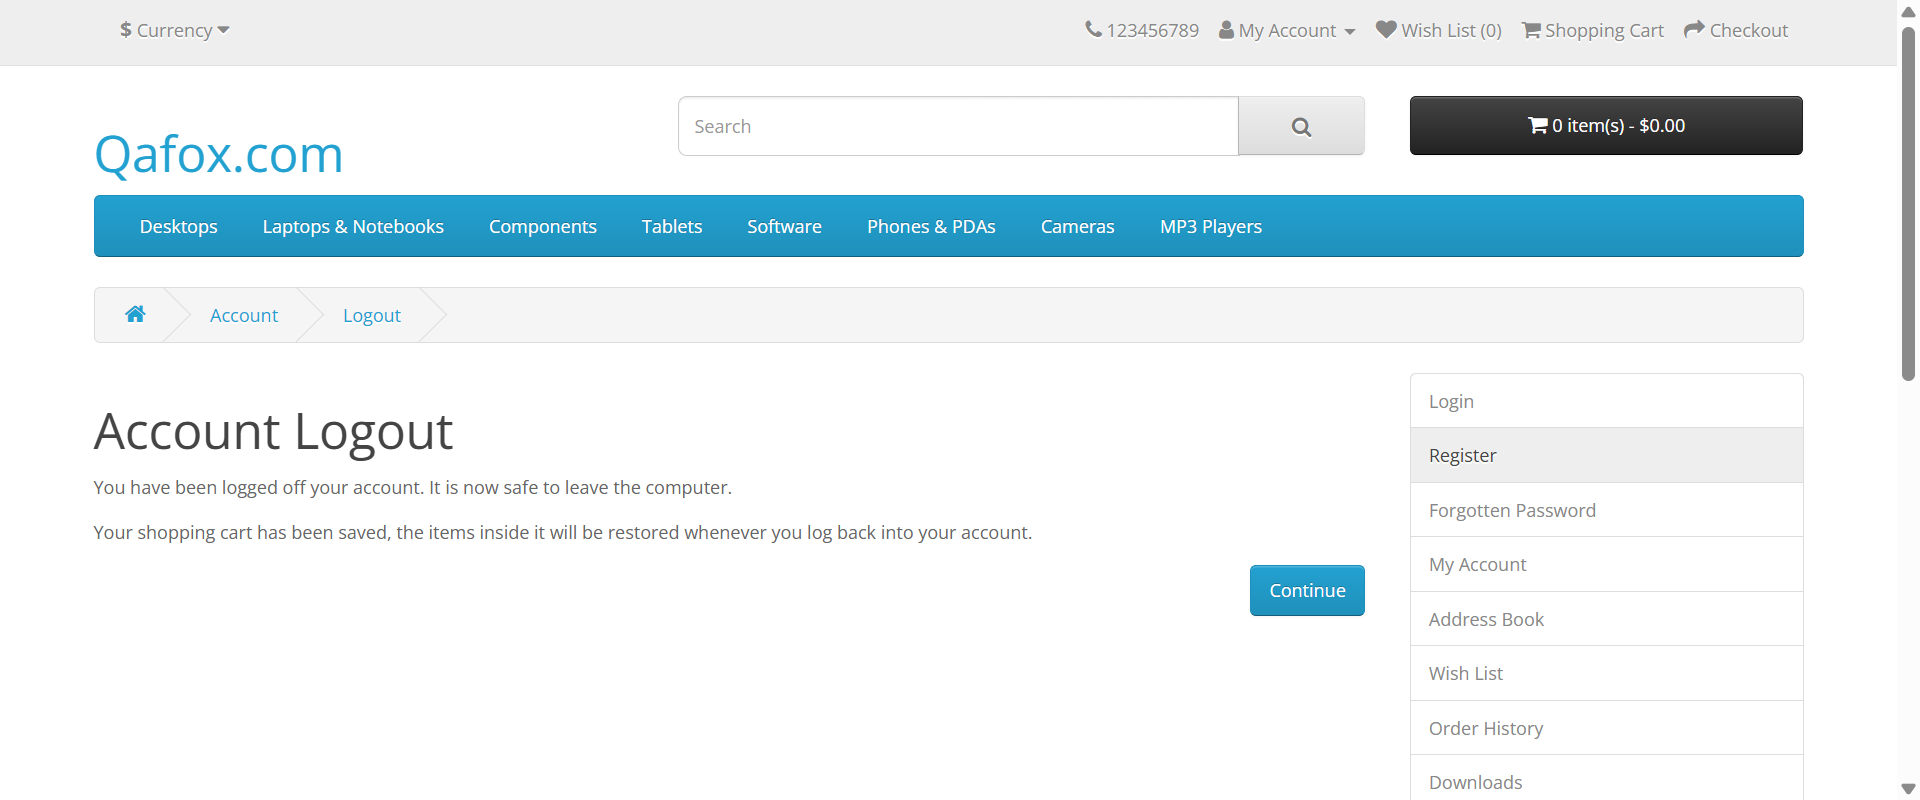 $ Currency
123456789 My Account Wish List (0) Shopping Cart Checkout
Qafox.com
Search
0 item(s) - $0.00
Desktops Laptops & Notebooks Components Tablets Software Phones & PDAs Cameras MP3 Players
Account Logout
Account Logout
You have been logged off your account. It is now safe to leave the computer.
Your shopping cart has been saved, the items inside it will be restored whenever you log back into your account.
Continue
Login
Register
Forgotten Password
My Account
Address Book
Wish List
Order History
Downloads